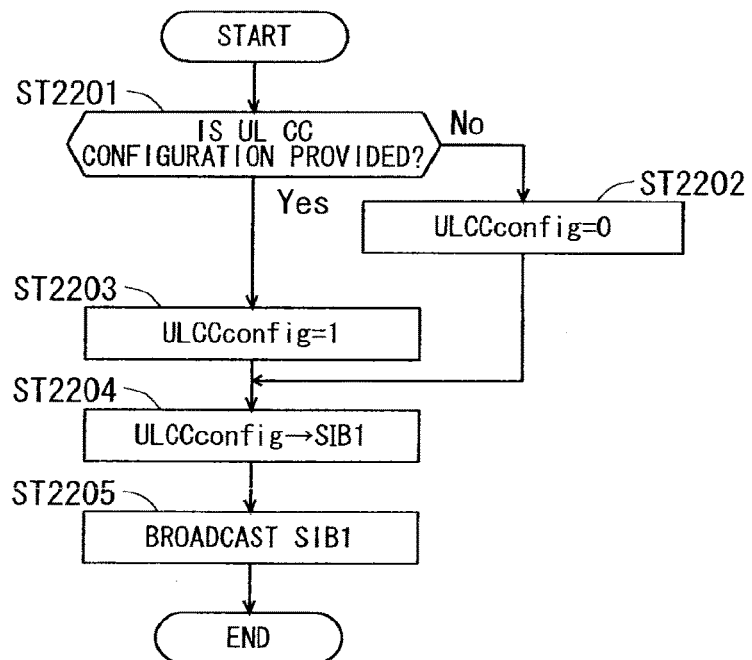 START
ST2201
IS UL CC
CONFIGURATION PROVIDED?
No
Yes
ST2202
ULCCconfig=0
ST2203
ULCCconfig=1
ST2204
ULCCconfig→SIB1
ST2205
BROADCAST SIB1
END